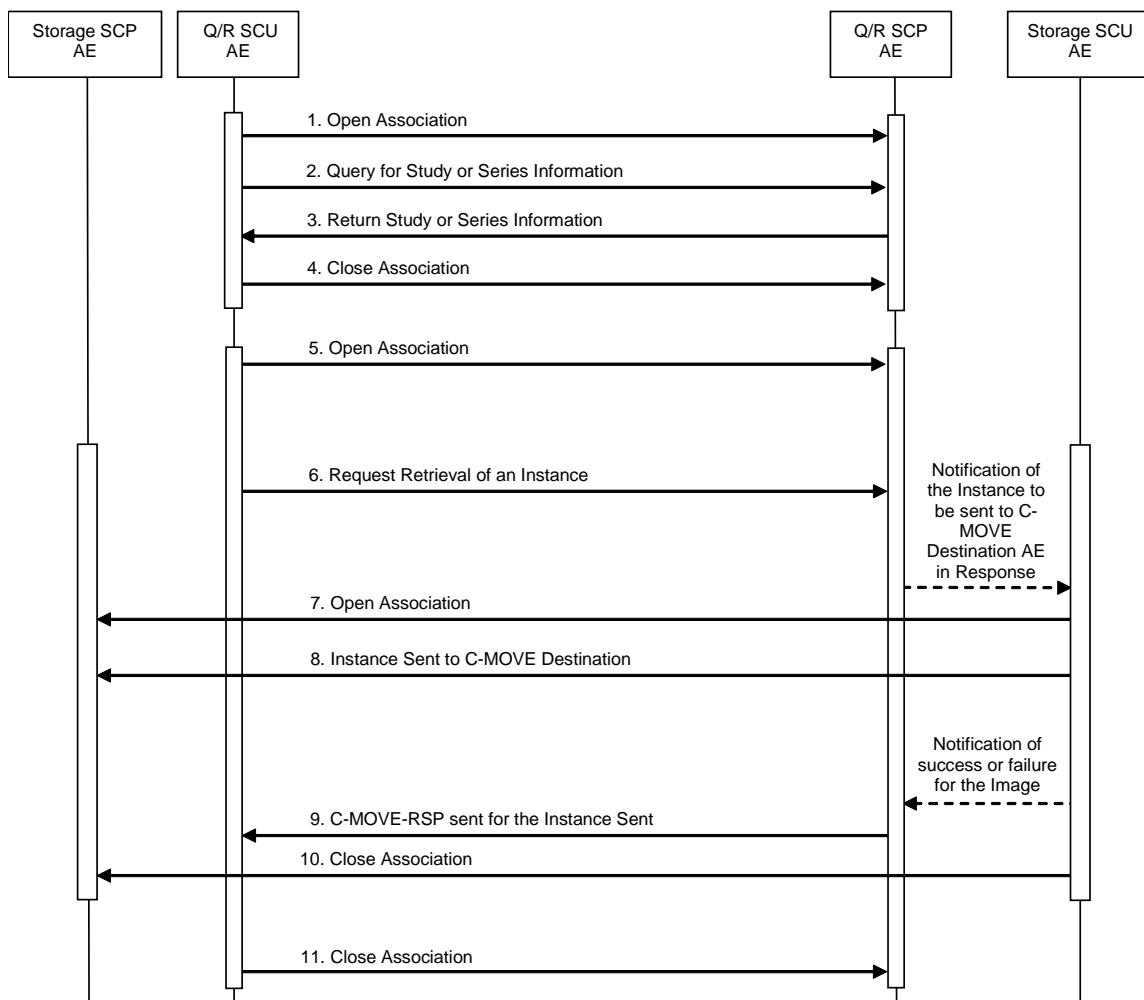 Storage SCP
AE
Q/R SCU
AE
Q/R SCP
AE
Storage SCU
AE
1. Open Association
2. Query for Study or Series Information
3. Return Study or Series Information
4. Close Association
5. Open Association
6. Request Retrieval of an Instance
Notification of
the Instance to
be sent to C-
MOVE
Destination AE
in Response
7. Open Association
8. Instance Sent to C-MOVE Destination
Notification of
success or failure
for the Image
9. C-MOVE-RSP sent for the Instance Sent
10. Close Association
11. Close Association